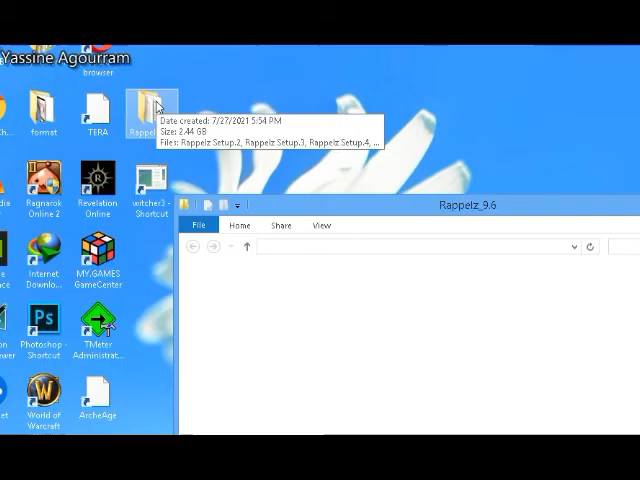 Yassine Agourram
browser
Ch...
format
TERA
Rappel
Date created: 7/27/2021 5:54 PM
Size: 2.44 GB
Files: Rappelz Setup.2, Rappelz Setup.3, Rappelz Setup.4, ...
Ragnarok
Online 2
Revelation
Online
witcher3 -
Shortcut
Rappelz_9.6
File
Home
Share
View
Internet
Downlo...
MY.GAMES
GameCenter
Photoshop -
Shortcut
TMeter
Administrat...
World of
Warcraft
ArcheAge